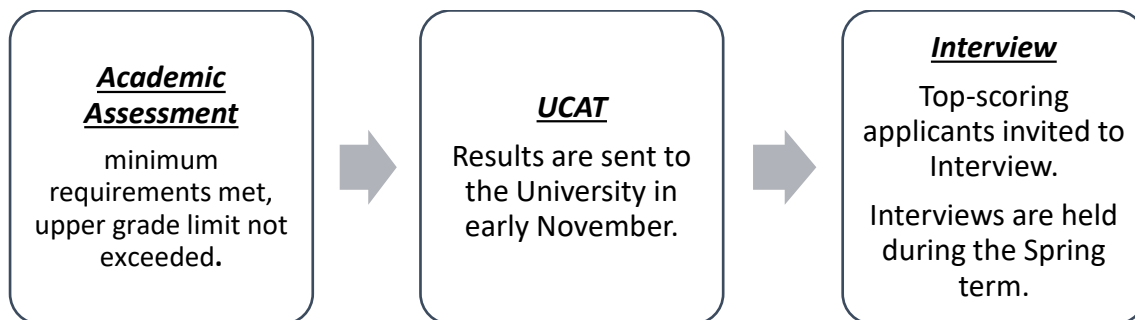 Academic
Assessment
minimum
requirements met,
upper grade limit not
exceeded.
UCAT
Results are sent to
the University in
early November.
Interview
Top-scoring
applicants invited to
Interview.
Interviews are held
during the Spring
term.